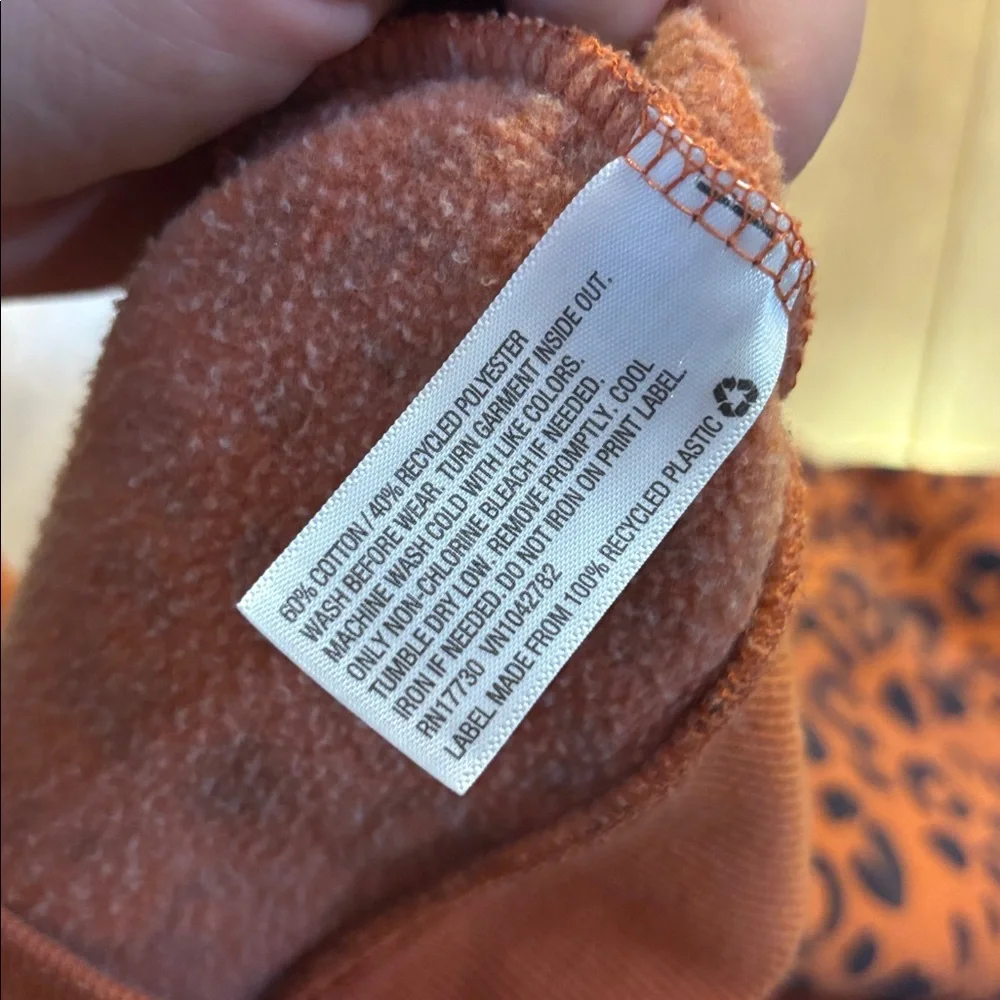 60% COTTON / 40% RECYCLED POLYESTER
WASH BEFORE WEAR. TURN GARMENT INSIDE OUT.
MACHINE WASH COLD WITH LIKE COLORS.
ONLY NON-CHLORINE BLEACH IF NEEDED.
TUMBLE DRY LOW. REMOVE PROMPTLY. COOL
IRON IF NEEDED DO NOT IRON ON PRINT LABEL.
RN17730 VN1042782
LABEL MADE FROM 100% RECYCLED PLASTIC